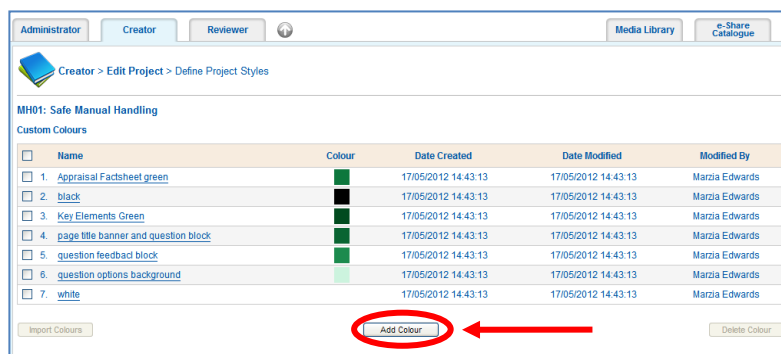 Administrator Creator Reviewer Media Library e-Share Catalogue
Creator > Edit Project > Define Project Styles
MH01: Safe Manual Handling
Custom Colours
Name Colour Date Created Date Modified Modified By
1. Appraisal Factsheet green 17/05/2012 14:43:13 17/05/2012 14:43:13 Marzia Edwards
2. black 17/05/2012 14:43:13 17/05/2012 14:43:13 Marzia Edwards
3. Key Elements Green 17/05/2012 14:43:13 17/05/2012 14:43:13 Marzia Edwards
4. page title banner and question block 17/05/2012 14:43:13 17/05/2012 14:43:13 Marzia Edwards
5. question feedbacl block 17/05/2012 14:43:13 17/05/2012 14:43:13 Marzia Edwards
6. question options background 17/05/2012 14:43:13 17/05/2012 14:43:13 Marzia Edwards
7. white 17/05/2012 14:43:13 17/05/2012 14:43:13 Marzia Edwards
Import Colours Add Colour Delete Colour